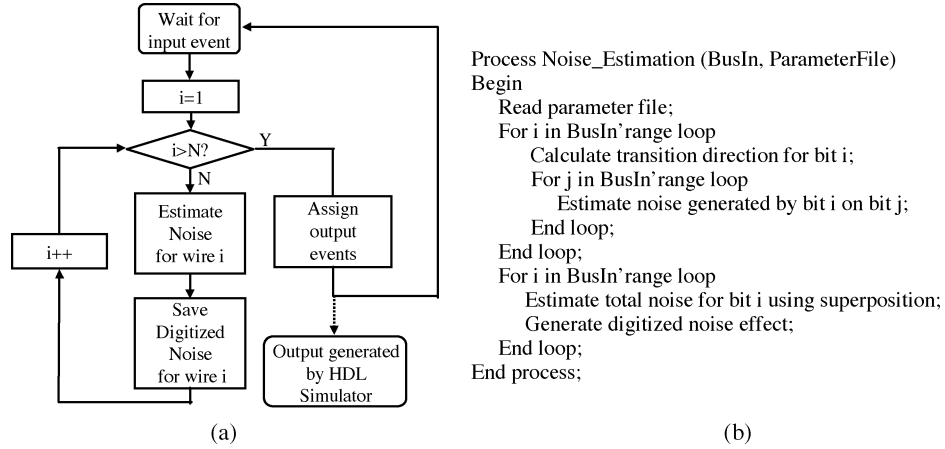 Wait for
input event
i=1
i>N?
Y
N
Estimate
Noise
for wire i
i++
Save
Digitized
Noise
for wire i
Assign
output
events
Output generated
by HDL
Simulator
(a)
Process Noise_Estimation (BusIn, ParameterFile)
Begin
Read parameter file;
For i in BusIn’range loop
Calculate transition direction for bit i;
For j in BusIn’range loop
Estimate noise generated by bit i on bit j;
End loop;
End loop;
For i in BusIn’range loop
Estimate total noise for bit i using superposition;
Generate digitized noise effect;
End loop;
End process;
(b)